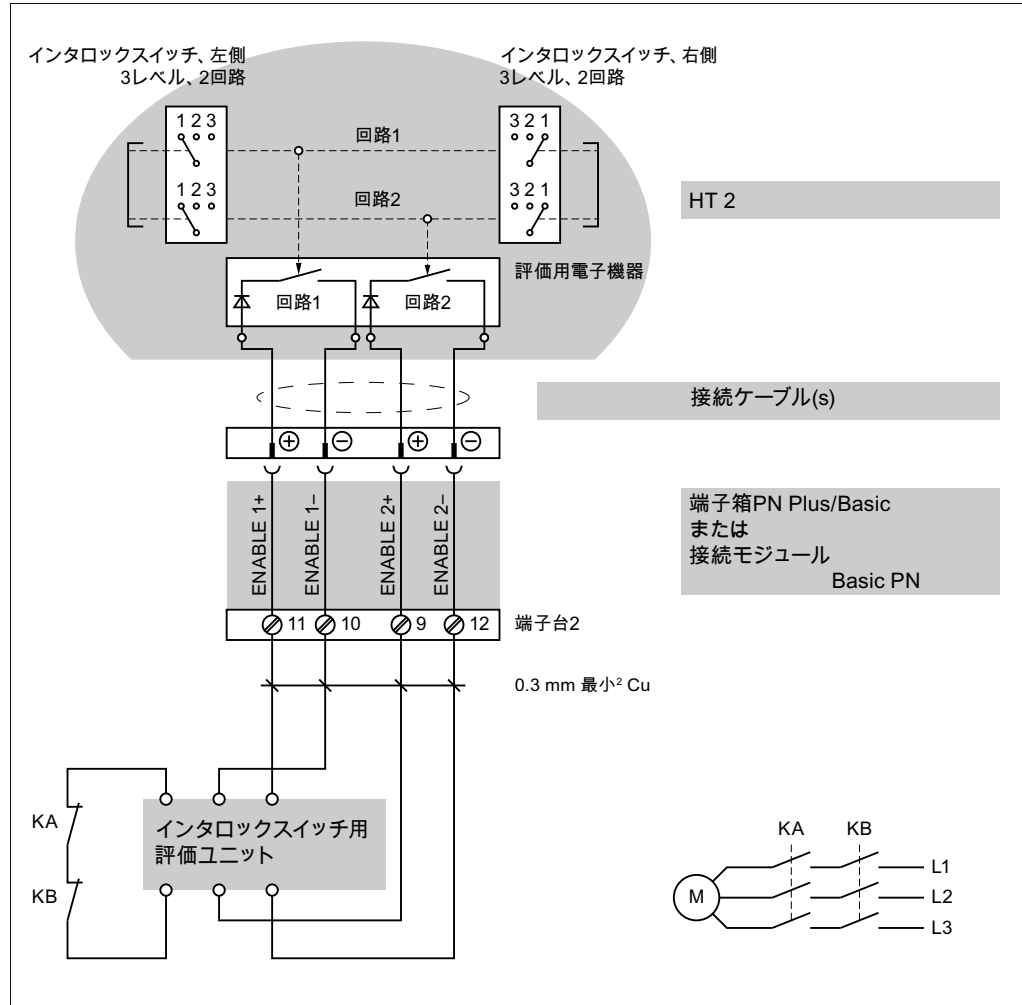 インタロックスイッチ、左側
3レベル、2回路
インタロックスイッチ、右側
3レベル、2回路
1 2 3
3 2 1
回路1
1 2 3
3 2 1
回路2
HT 2
評価用電子機器
回路1
回路2
接続ケーブル(s)
+ − + −
ENABLE 1+
ENABLE 1–
ENABLE 2+
ENABLE 2–
端子箱PN Plus/Basic
または
接続モジュール
Basic PN
11 10 9 12
端子台2
0.3 mm 最小² Cu
KA
KB
インタロックスイッチ用
評価ユニット
KA KB
M
L1
L2
L3